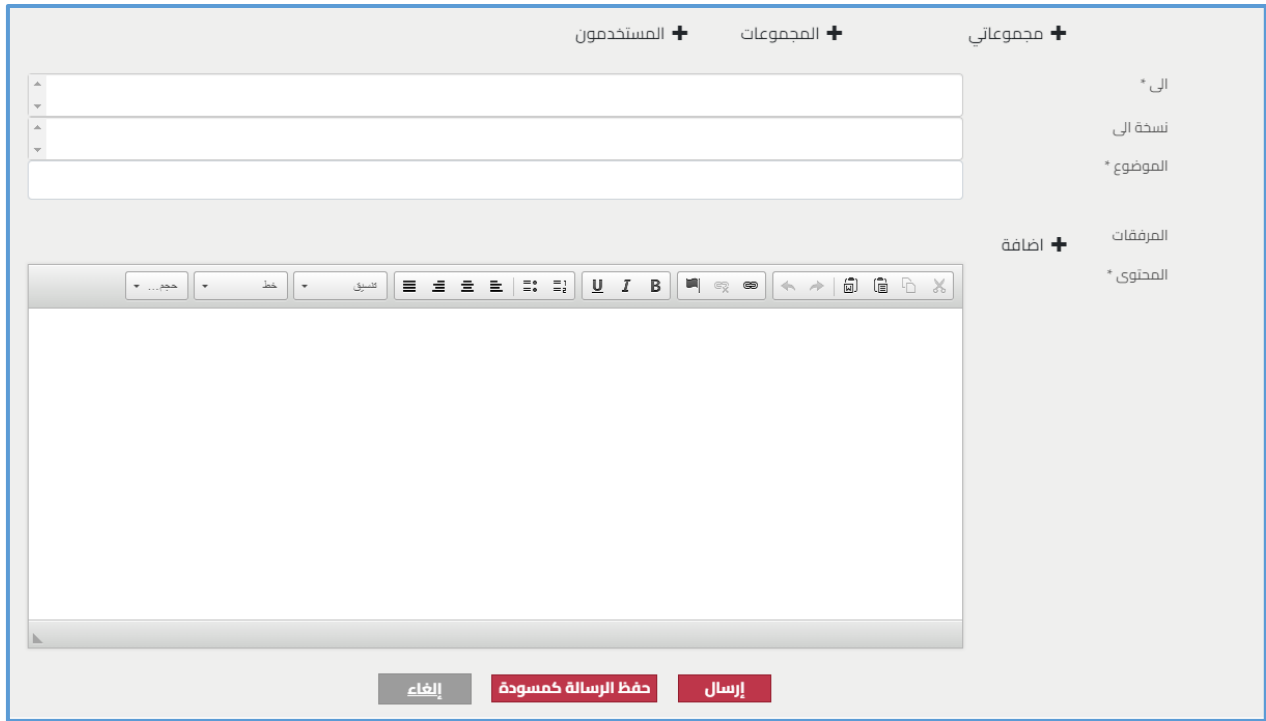 مجموعاتي المجموعات المستخدمون
الى *
نسخة الى
الموضوع *
المرفقات
اضافة
المحتوى *
B I U تنسيق خط حجم...
إرسال حفظ الرسالة كمسودة إلغاء